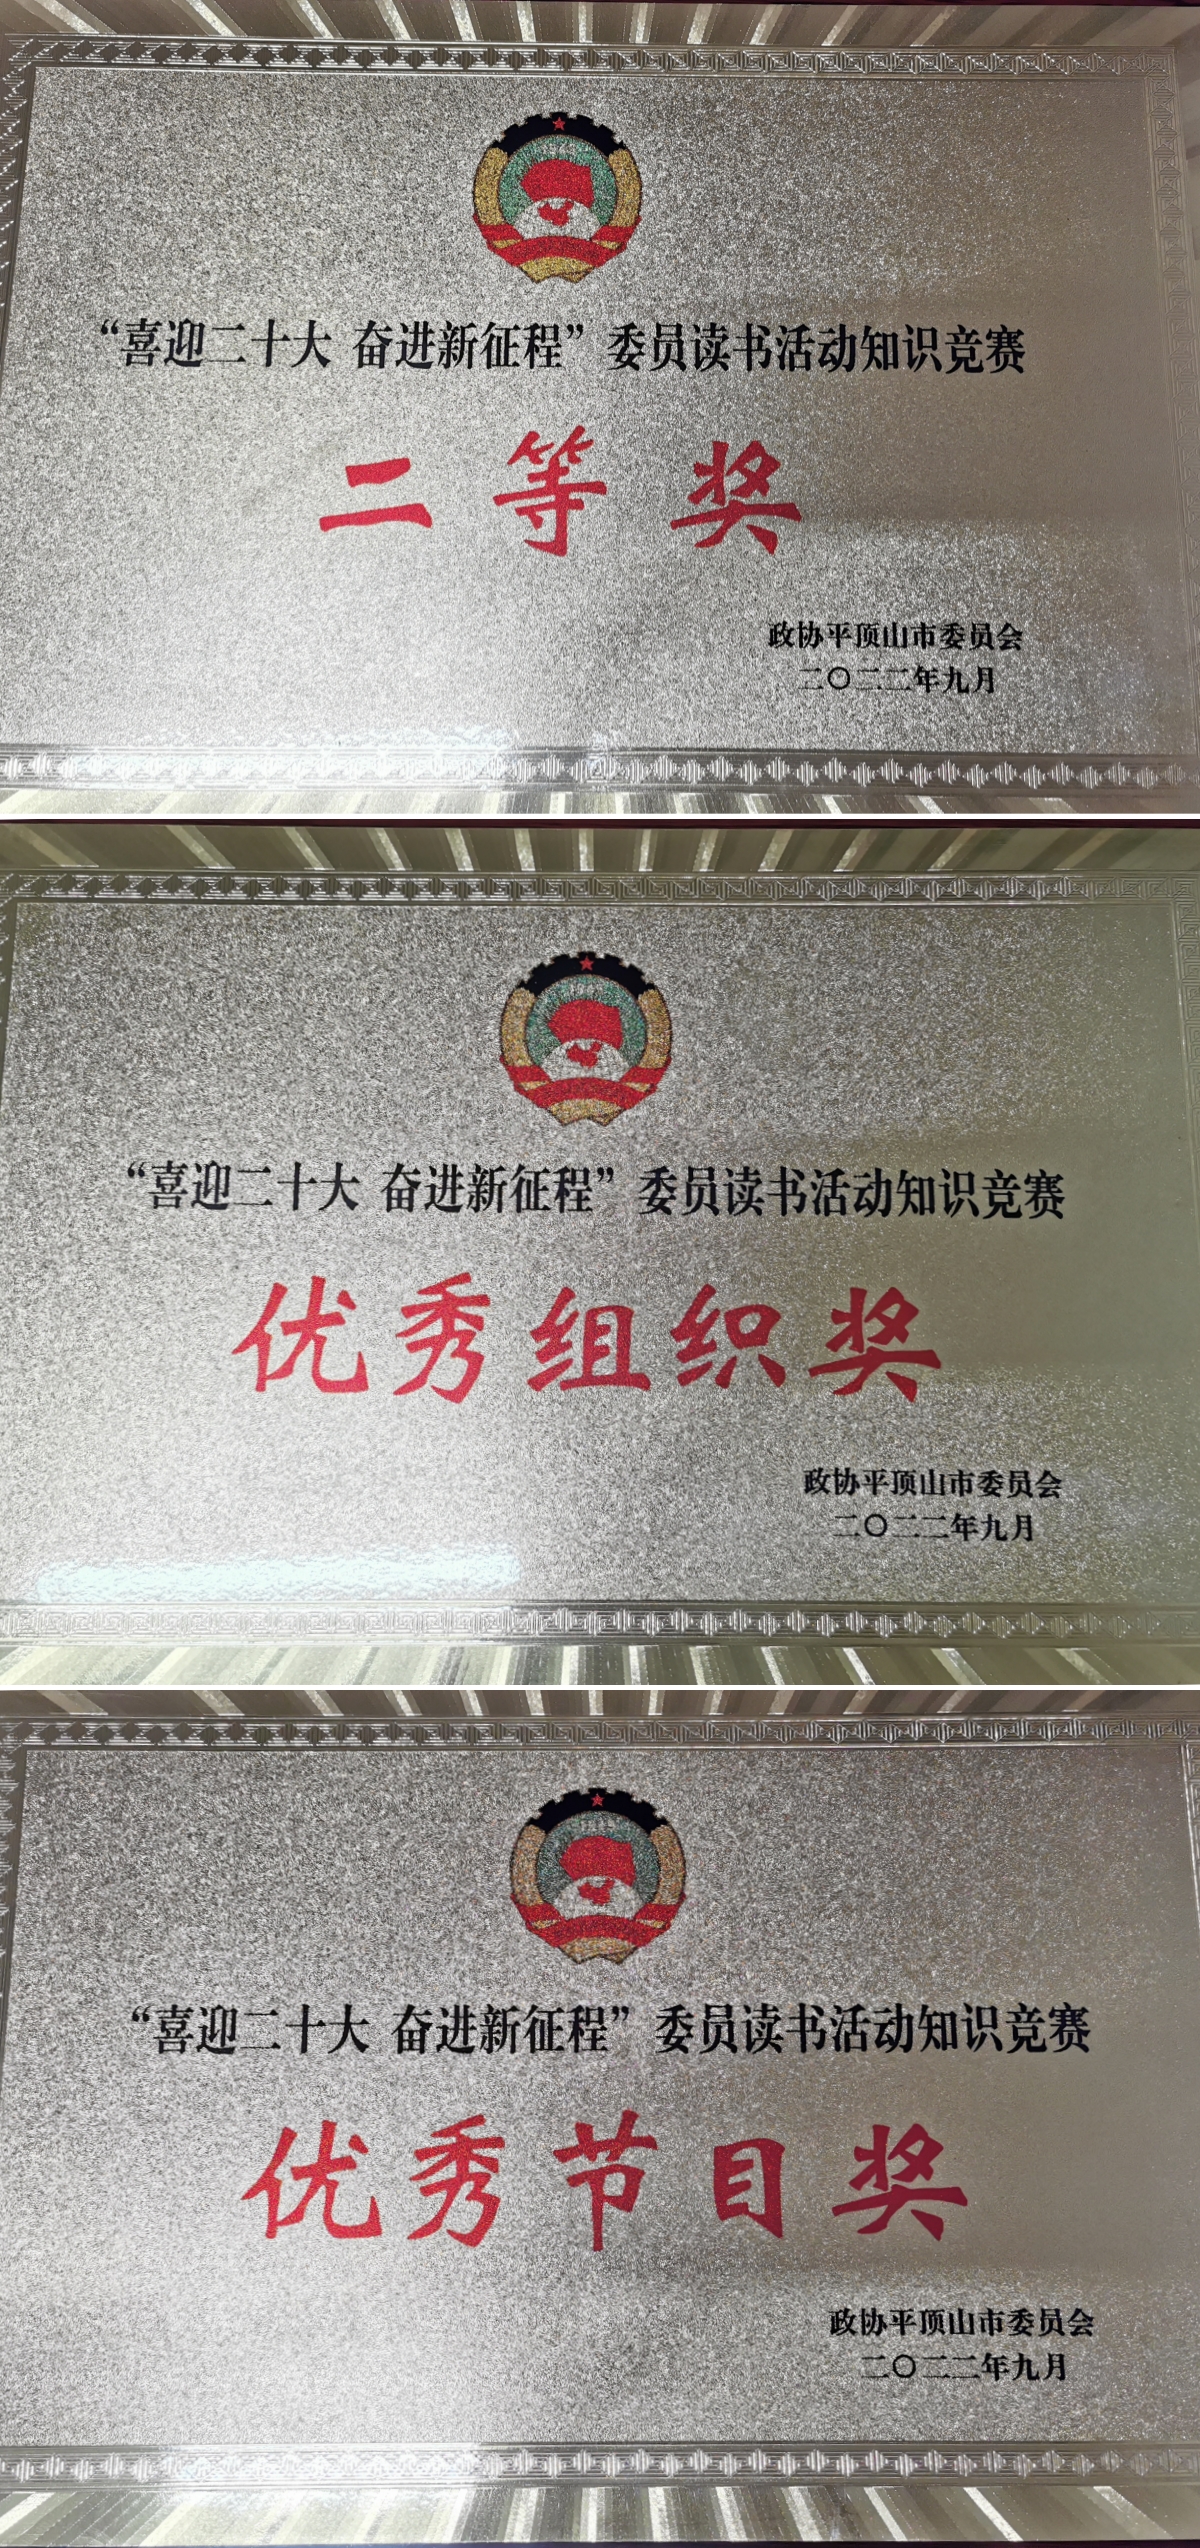 “喜迎二十大 奋进新征程”委员读书活动知识竞赛
二等奖
政协平顶山市委员会
二〇二二年九月
“喜迎二十大 奋进新征程”委员读书活动知识竞赛
优秀组织奖
政协平顶山市委员会
二〇二二年九月
“喜迎二十大 奋进新征程”委员读书活动知识竞赛
优秀节目奖
政协平顶山市委员会
二〇二二年九月